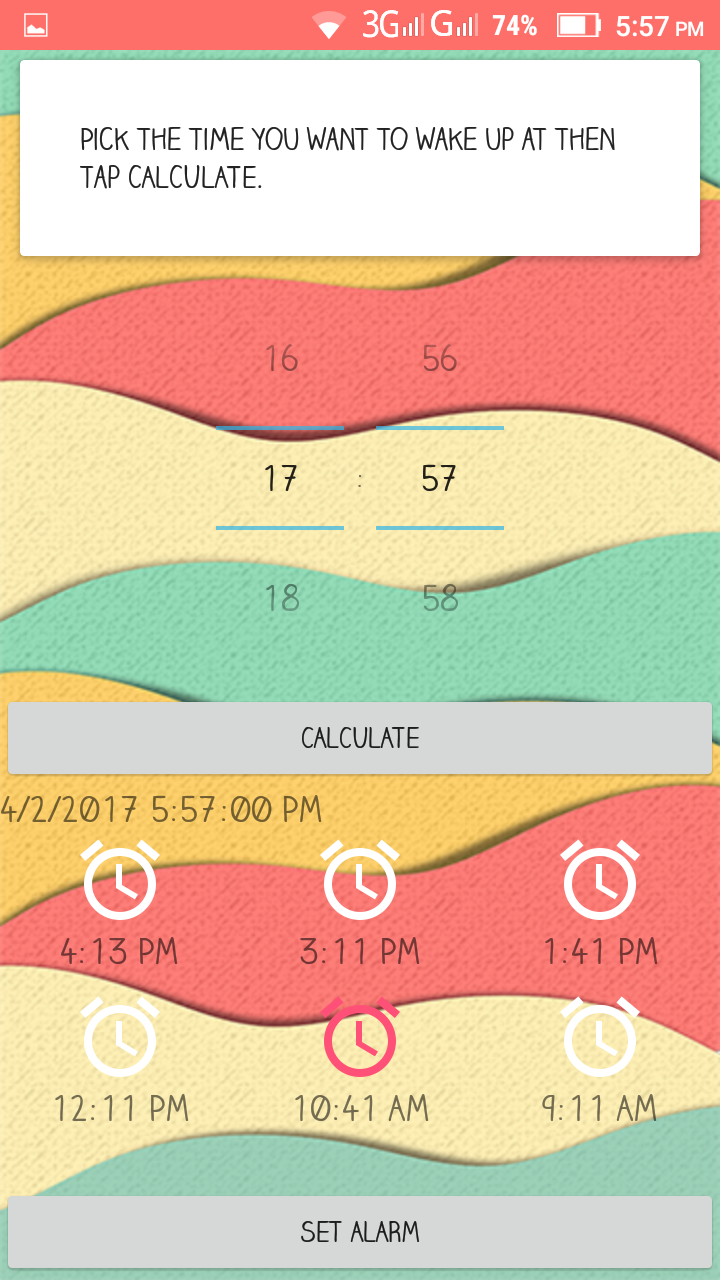 3G G 74% 5:57 PM
PICK THE TIME YOU WANT TO WAKE UP AT THEN
TAP CALCULATE.
16 56
17 : 57
18 58
CALCULATE
4/2/2017 5:57:00 PM
4:13 PM 3:11 PM 1:41 PM
12:11 PM 10:41 AM 9:11 AM
SET ALARM